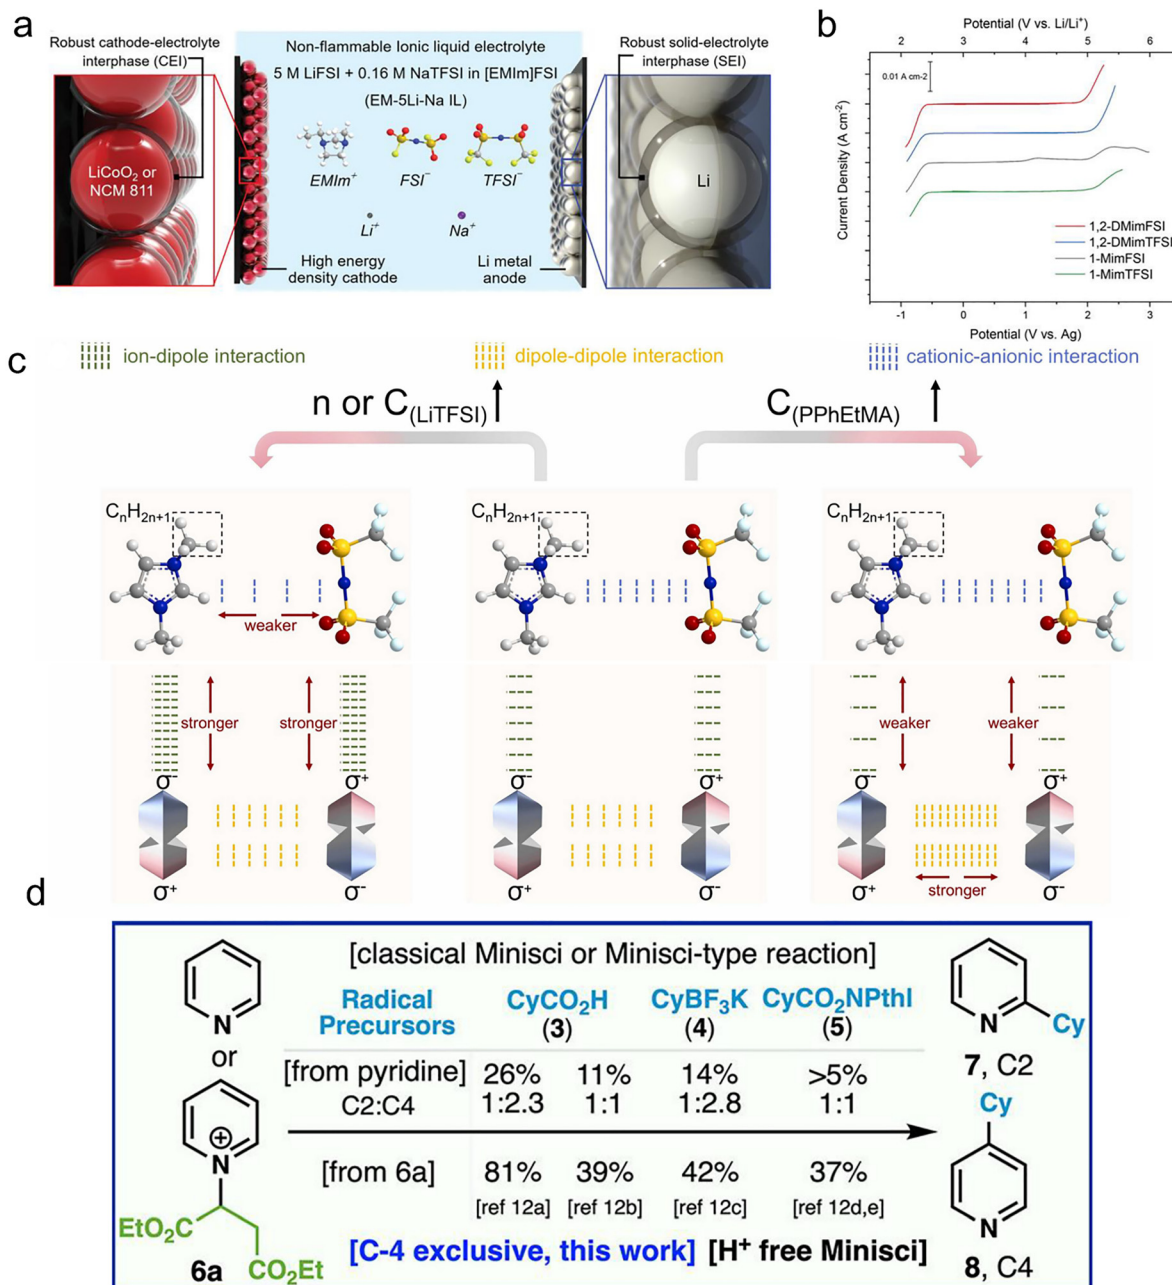 a
Robust cathode-electrolyte
interphase (CEI)
Non-flammable Ionic liquid electrolyte
5 M LiFSI + 0.16 M NaTFSI in [EMIm]FSI
(EM-5Li-Na IL)
Robust solid-electrolyte
interphase (SEI)
LiCoO₂ or
NCM 811
EMIm⁺
FSI⁻
TFSI⁻
Li⁺
Na⁺
Li
High energy
density cathode
Li metal
anode
b
Potential (V vs. Li/Li⁺)
2 3 4 5 6
0.01 A cm-2
Current Density (A cm⁻²)
1,2-DMimFSI
1,2-DMimTFSI
1-MimFSI
1-MimTFSI
-1 0 1 2 3
Potential (V vs. Ag)
c
ion-dipole interaction
dipole-dipole interaction
cationic-anionic interaction
n or C(LiTFSI)
C(PPhEtMA)
CₙH₂ₙ₊₁
CₙH₂ₙ₊₁
CₙH₂ₙ₊₁
weaker
stronger
stronger
weaker
weaker
σ⁻ σ⁺ σ⁻ σ⁺ σ⁻ σ⁺
stronger
σ⁺ σ⁻ σ⁺ σ⁻ σ⁺ σ⁻
d
N
or
N
+
EtO₂C
CO₂Et
6a
[classical Minisci or Minisci-type reaction]
Radical Precursors
CyCO₂H (3)
CyBF₃K (4)
CyCO₂NPthl (5)
[from pyridine] 26% 11% 14% >5%
C2:C4 1:2.3 1:1 1:2.8 1:1
[from 6a] 81% 39% 42% 37%
[ref 12a] [ref 12b] [ref 12c] [ref 12d,e]
[C-4 exclusive, this work] [H⁺ free Minisci]
N
Cy
7, C2
Cy
N
8, C4